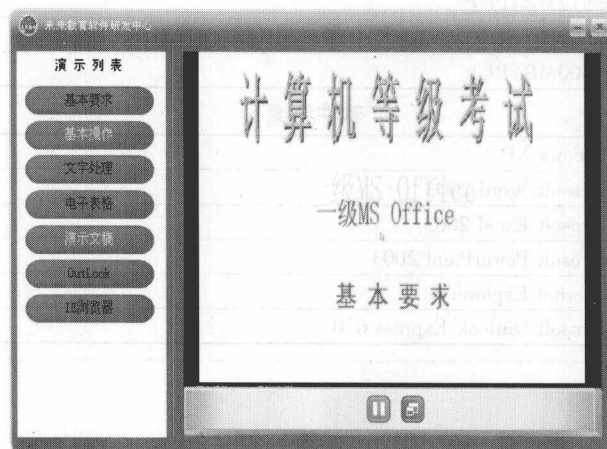 未来教育软件研发中心
演示列表
基本要求
基本操作
文字处理
电子表格
演示文稿
OutLook
IE浏览器
计算机等级考试
一级MS Office
基本要求